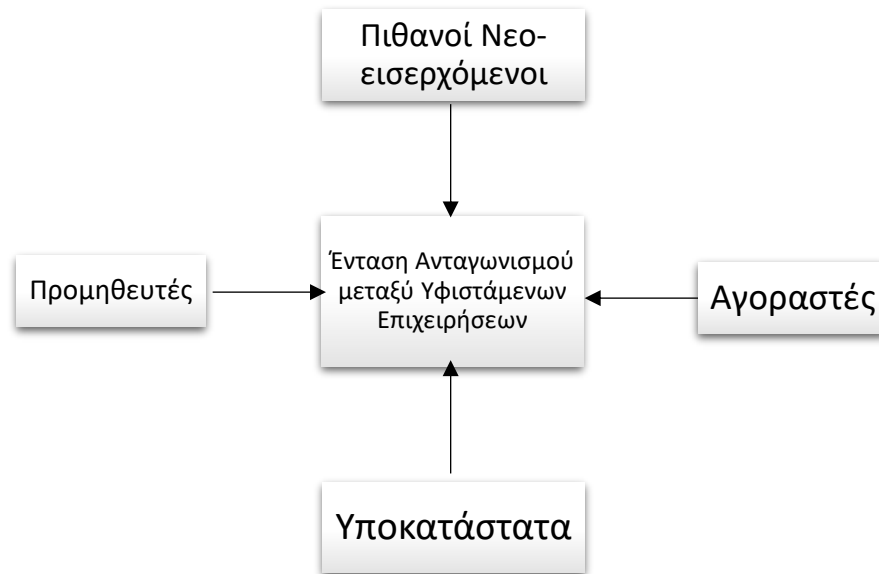 Πιθανοί Νεο-
εισερχόμενοι
Προμηθευτές
Ένταση Ανταγωνισμού
μεταξύ Υφιστάμενων
Επιχειρήσεων
Αγοραστές
Υποκατάστατα